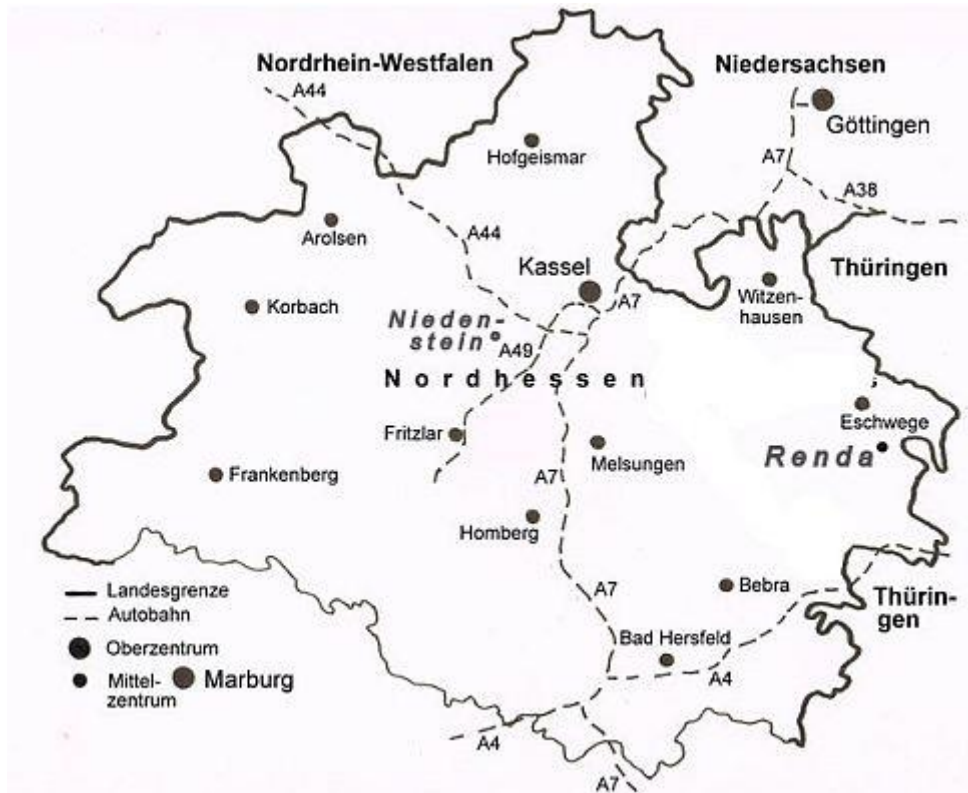 Nordrhein-Westfalen
A44
Niedersachsen
Göttingen
Hofgeismar
A7
A38
Arolsen
A44
Kassel
Thüringen
Korbach
A7
Witzen-
hausen
Nieden-
stein
A49
Nordhessen
s
Eschwege
Fritzlar
Melsungen
Renda
Frankenberg
A7
Homberg
Landesgrenze
Autobahn
Oberzentrum
Mittel-
zentrum
Marburg
A7
Bebra
Thürin-
gen
Bad Hersfeld
A4
A4
A7